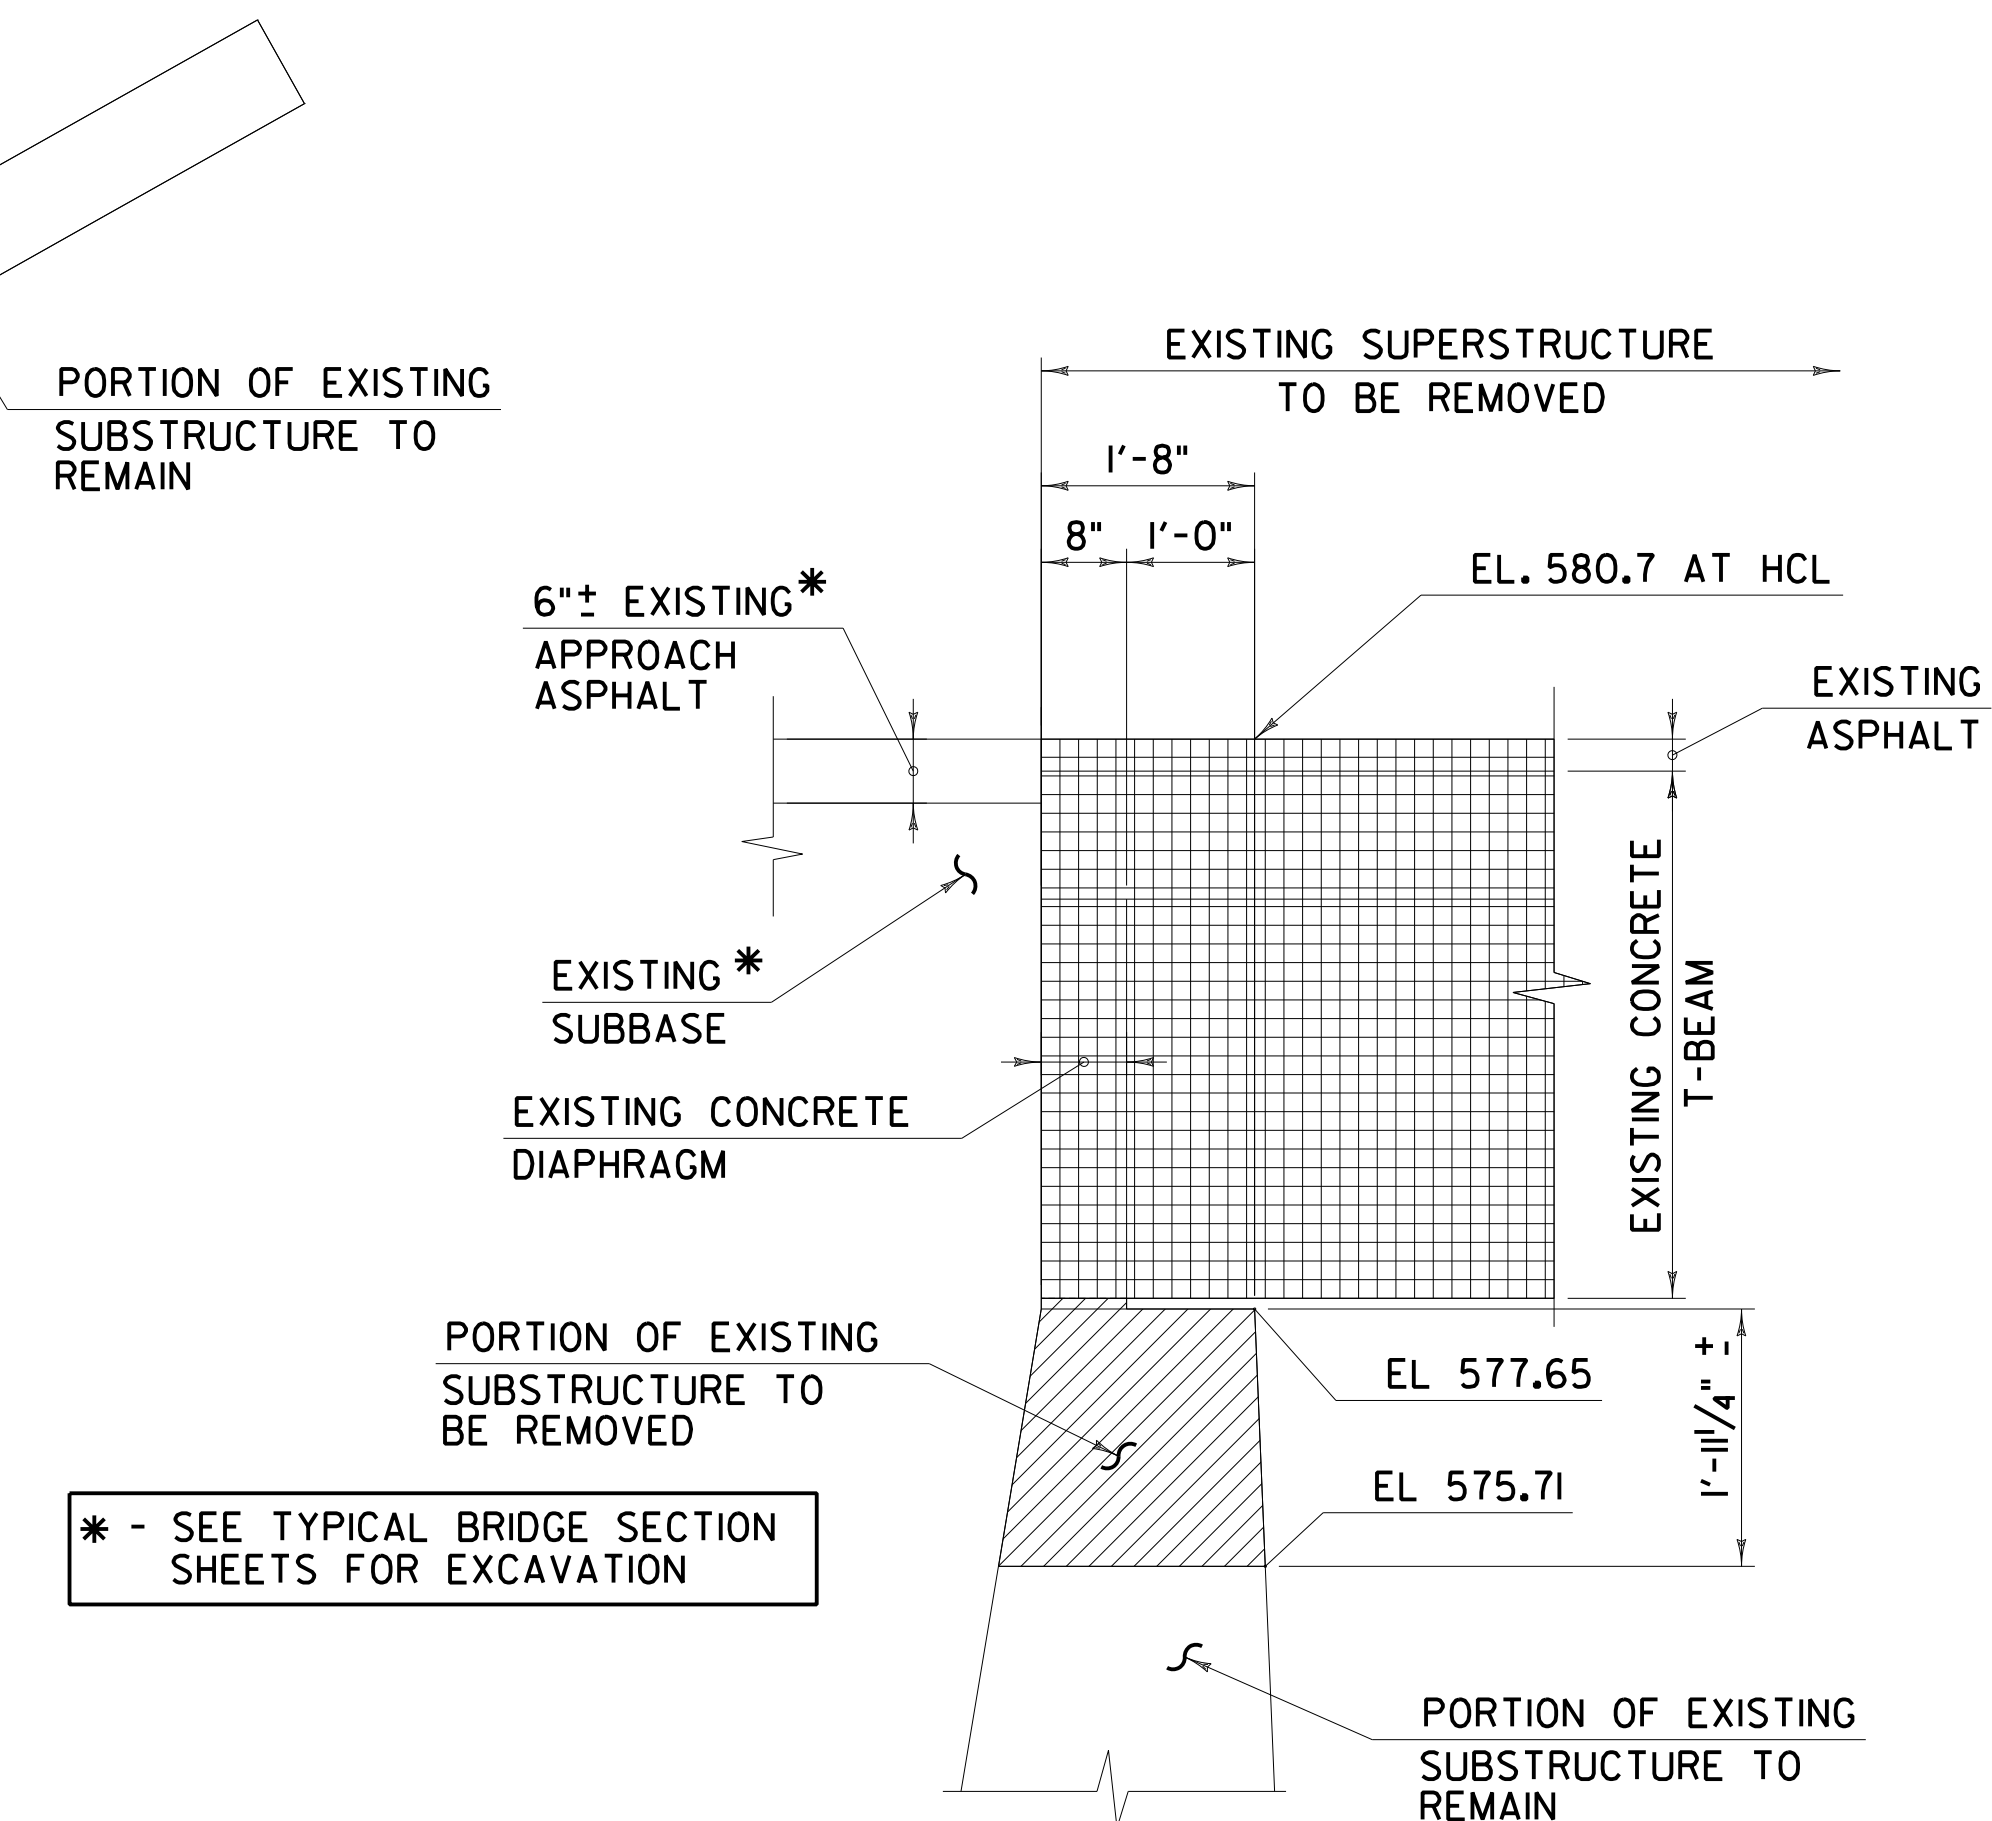 PORTION OF EXISTING
SUBSTRUCTURE TO
REMAIN
EXISTING SUPERSTRUCTURE
TO BE REMOVED
1'-8"
8"
1'-0"
EL. 580.7 AT HCL
6"± EXISTING*
APPROACH
ASPHALT
EXISTING
ASPHALT
EXISTING*
SUBBASE
EXISTING CONCRETE
T-BEAM
EXISTING CONCRETE
DIAPHRAGM
PORTION OF EXISTING
SUBSTRUCTURE TO
BE REMOVED
EL 577.65
1'-11 1/4" ±
EL 575.71
* - SEE TYPICAL BRIDGE SECTION
SHEETS FOR EXCAVATION
PORTION OF EXISTING
SUBSTRUCTURE TO
REMAIN